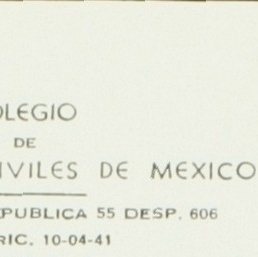 OLEGIO
DE
IVILES DE MEXICO
PUBLICA 55 DESP. 606
RIC. 10-04-41